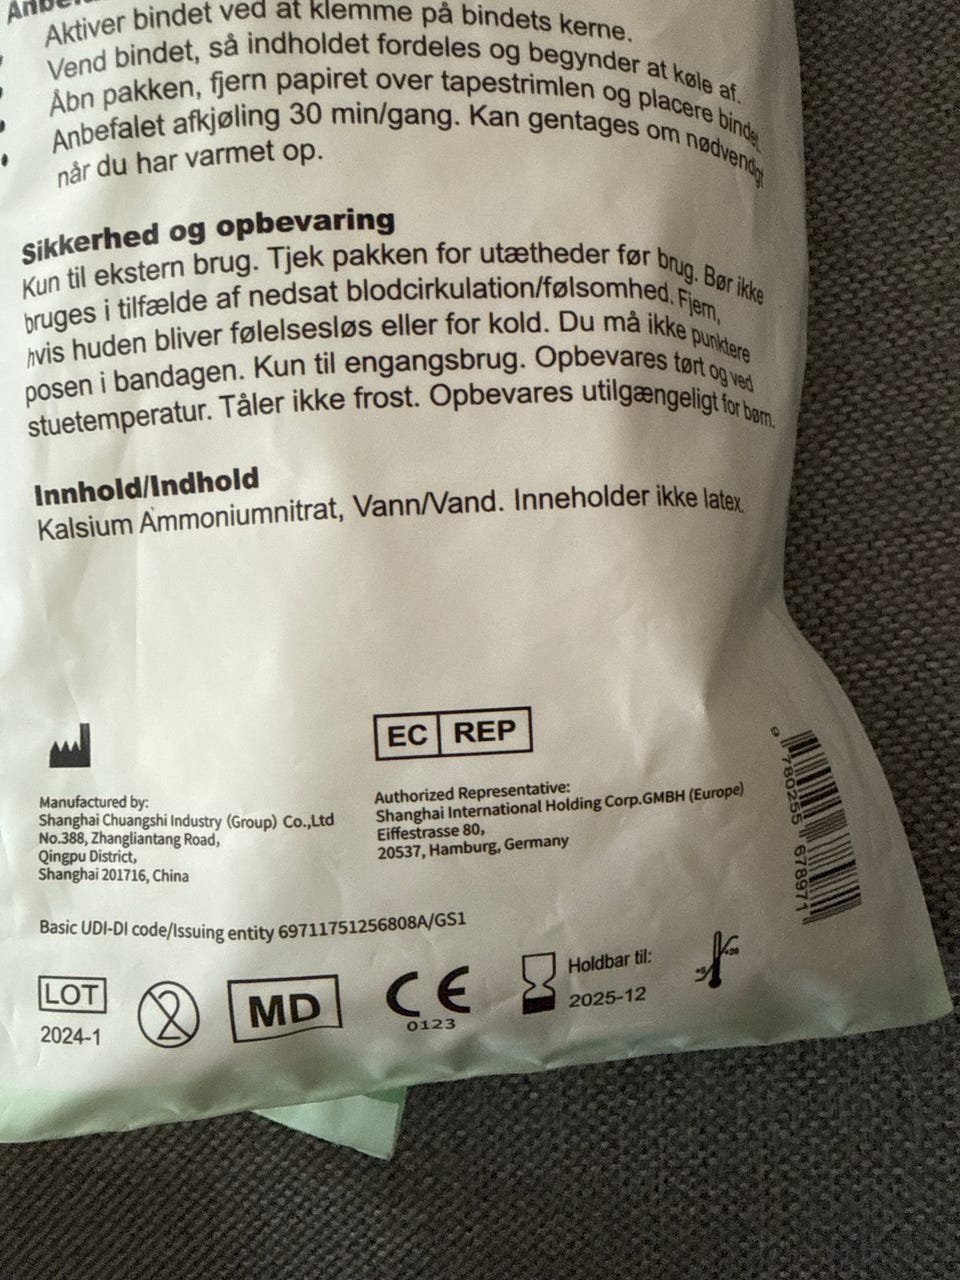 Aktiver bindet ved at klemme på bindets kerne.
Vend bindet, så indholdet fordeles og begynder at køle af.
Åbn pakken, fjern papiret over tapestrimlen og placere bindet
Anbefalet afkjøling 30 min/gang. Kan gentages om nødvendigt
når du har varmet op.
Sikkerhed og opbevaring
Kun til ekstern brug. Tjek pakken for utætheder før brug. Bør ikke
bruges i tilfælde af nedsat blodcirkulation/følsomhed. Fjern,
hvis huden bliver følelsesløs eller for kold. Du må ikke punktere
posen i bandagen. Kun til engangsbrug. Opbevares tørt og ved
stuetemperatur. Tåler ikke frost. Opbevares utilgængeligt for børn.
Innhold/Indhold
Kalsium Ammoniumnitrat, Vann/Vand. Inneholder ikke latex.
EC REP
Manufactured by:
Shanghai Chuangshi Industry (Group) Co.,Ltd
No.388, Zhangliantang Road,
Qingpu District,
Shanghai 201716, China
Authorized Representative:
Shanghai International Holding Corp.GMBH (Europe)
Eiffestrasse 80,
20537, Hamburg, Germany
9 780255 678971
Basic UDI-DI code/Issuing entity 69711751256808A/GS1
LOT
2024-1
2
MD
CE
0123
Holdbar til:
2025-12